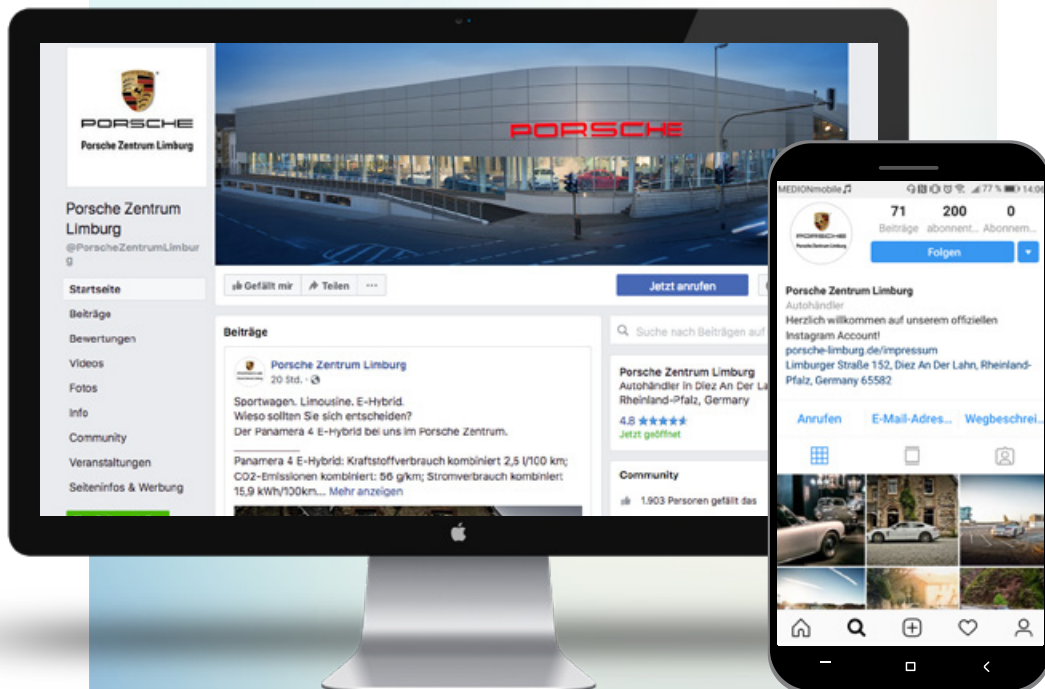 PORSCHE
Porsche Zentrum Limburg
Porsche Zentrum
Limburg
@PorscheZentrumLimbur
g
Startseite
Beiträge
Bewertungen
Videos
Fotos
Info
Community
Veranstaltungen
Seiteninfos & Werbung
PORSCHE
Gefällt mir
Teilen
Jetzt anrufen
Beiträge
Porsche Zentrum Limburg
20 Std.
Sportwagen. Limousine. E-Hybrid.
Wieso sollten Sie sich entscheiden?
Der Panamera 4 E-Hybrid bei uns im Porsche Zentrum.
Panamera 4 E-Hybrid: Kraftstoffverbrauch kombiniert 2,5 l/100 km;
CO2-Emissionen kombiniert: 56 g/km; Stromverbrauch kombiniert
15,9 kWh/100km... Mehr anzeigen
Suche nach Beiträgen auf
Porsche Zentrum Limburg
Autohändler in Diez An Der La
Rheinland-Pfalz, Germany
4.8 ★★★★★
Jetzt geöffnet
Community
1.903 Personen gefällt das
MEDIONmobile 77 % 14:06
PORSCHE
Porsche Zentrum Limburg
71 200 0
Beiträge abonnent... Abonnem...
Folgen
Porsche Zentrum Limburg
Autohändler
Herzlich willkommen auf unserem offiziellen
Instagram Account!
porsche-limburg.de/impressum
Limburger Straße 152, Diez An Der Lahn, Rheinland-
Pfalz, Germany 65582
Anrufen E-Mail-Adres... Wegbeschrei...